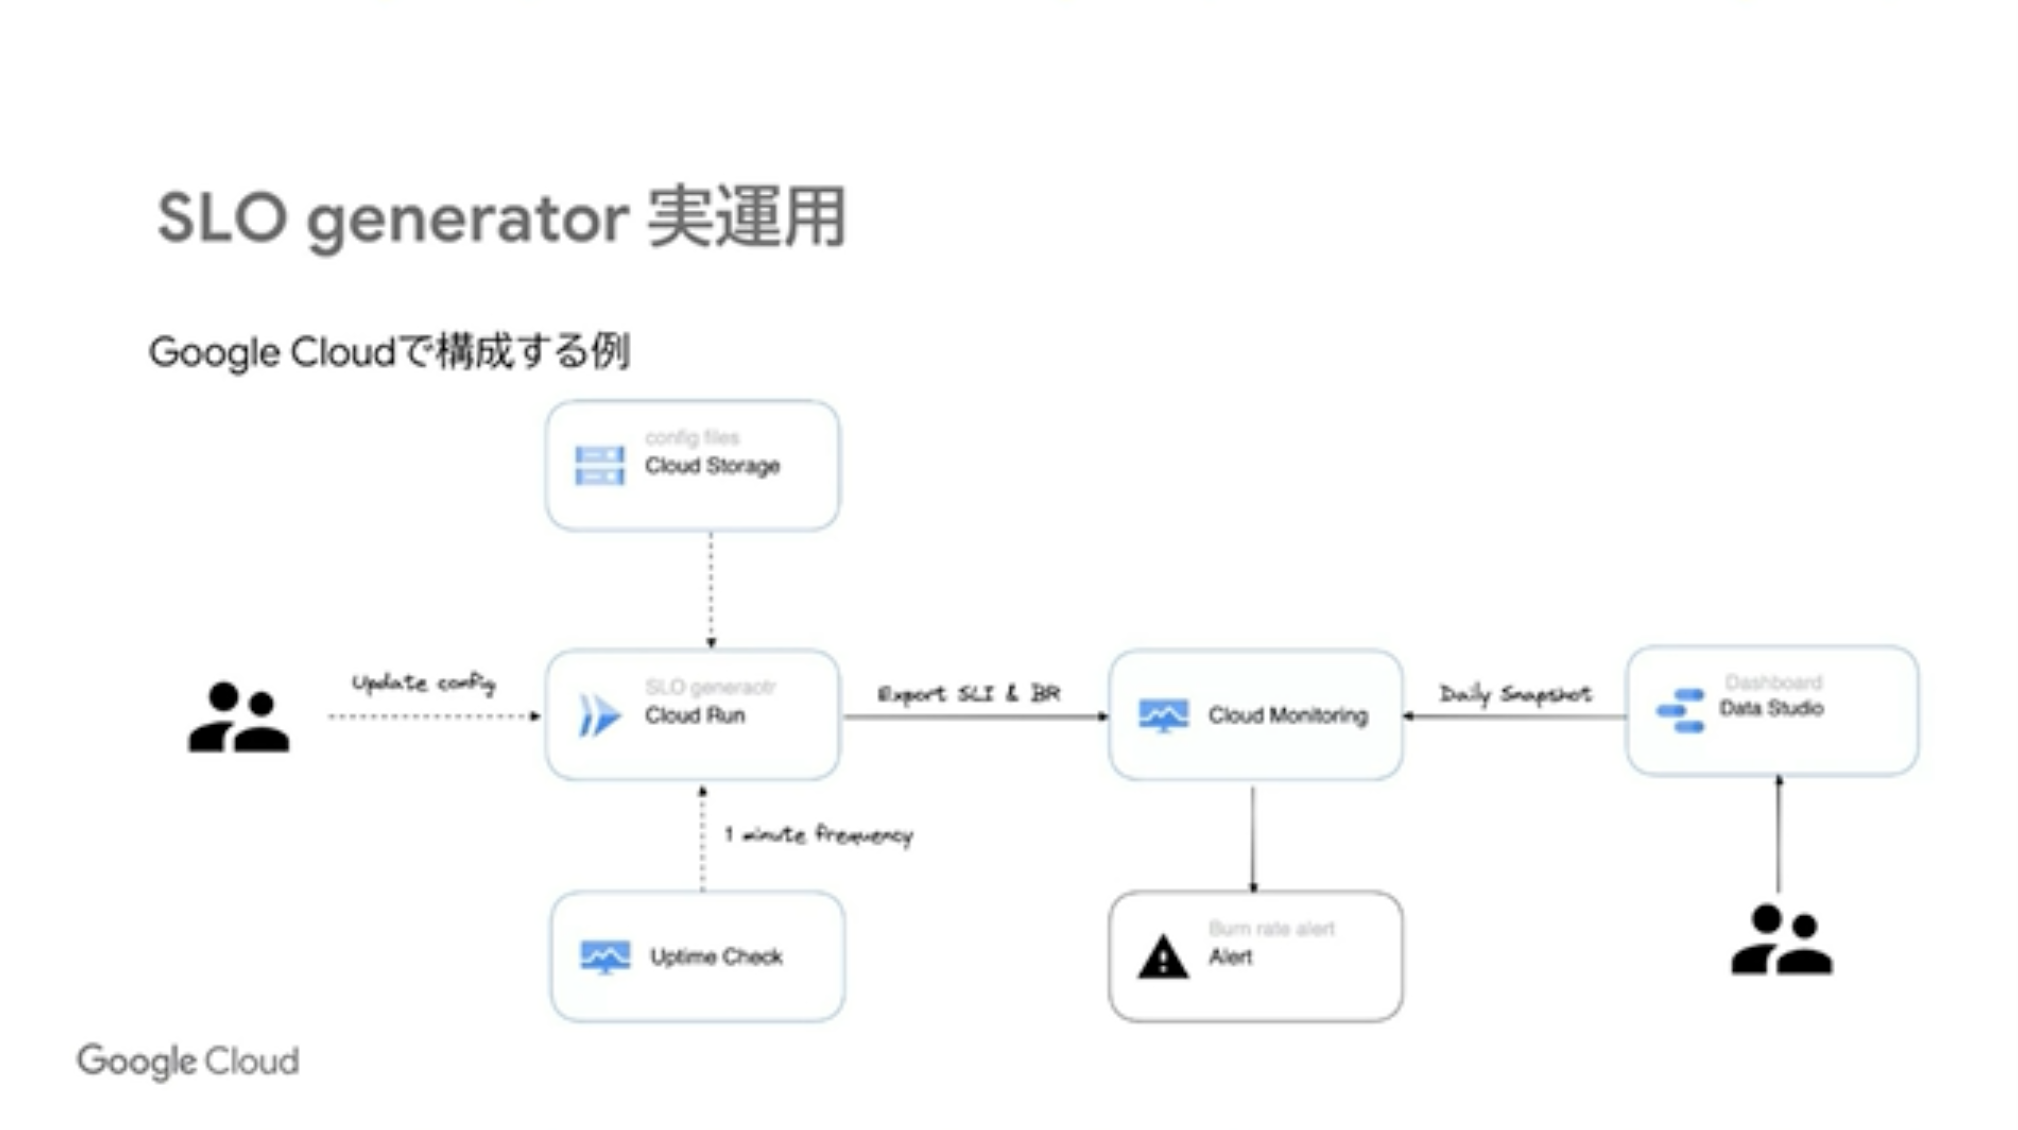 SLO generator 実運用
Google Cloudで構成する例
config files
Cloud Storage
Update config
SLO generaotr
Cloud Run
Export SLI & BR
Cloud Monitoring
Daily Snapshot
Dashboard
Data Studio
1 minute frequency
Uptime Check
Burn rate alert
Alert
Google Cloud